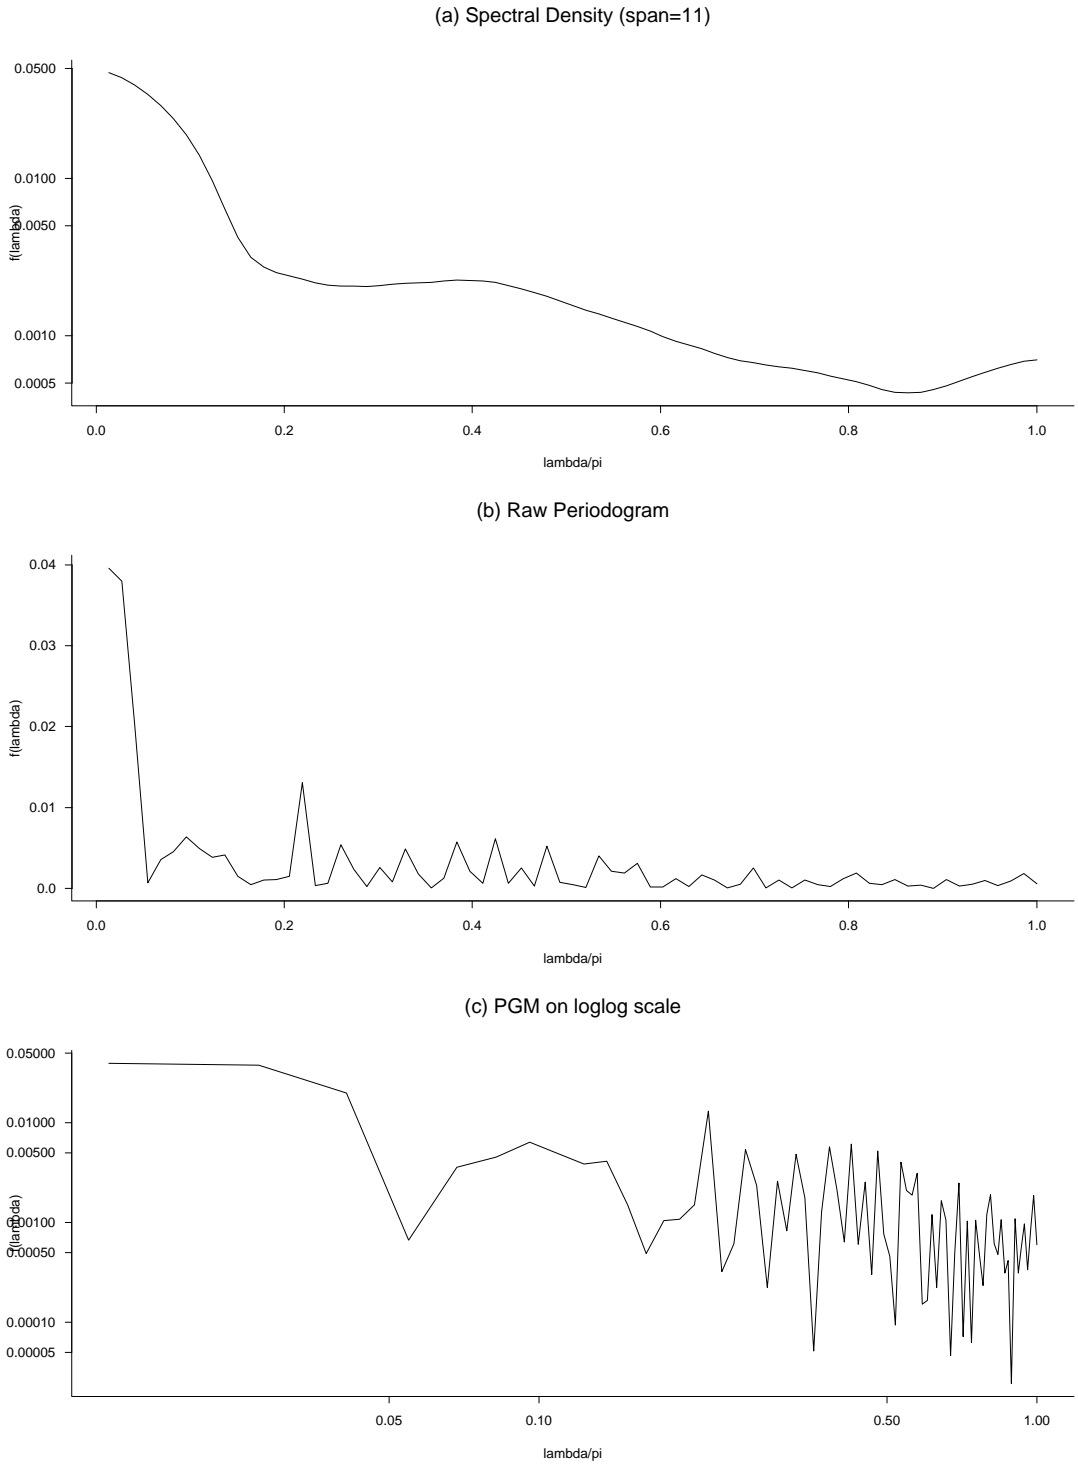 (a) Spectral Density (span=11)
f(lambda)
0.0500
0.0100
0.0050
0.0010
0.0005
0.0 0.2 0.4 0.6 0.8 1.0
lambda/pi
(b) Raw Periodogram
f(lambda)
0.04
0.03
0.02
0.01
0.0
0.0 0.2 0.4 0.6 0.8 1.0
lambda/pi
(c) PGM on loglog scale
f(lambda)
0.05000
0.01000
0.00500
0.00100
0.00050
0.00010
0.00005
0.05 0.10 0.50 1.00
lambda/pi